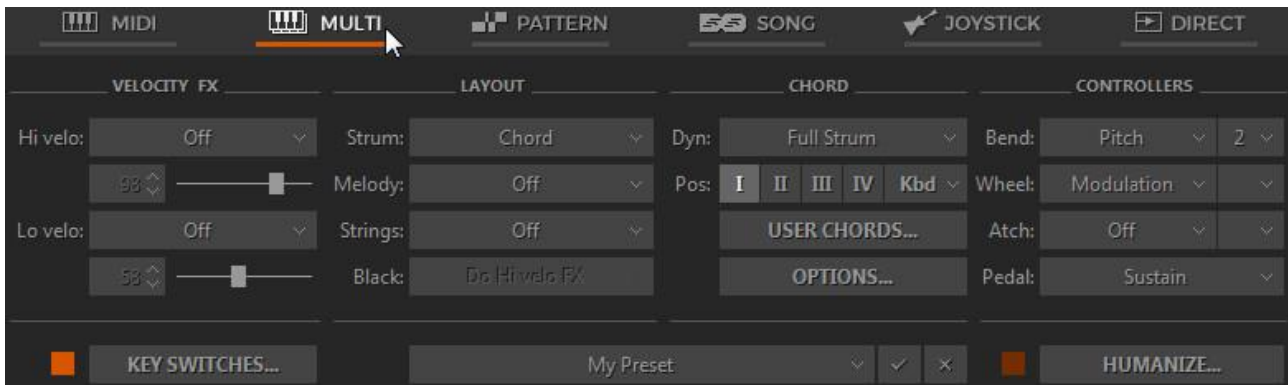 MIDI MULTI PATTERN SONG JOYSTICK DIRECT
VELOCITY FX LAYOUT CHORD CONTROLLERS
Hi velo: Off Strum: Chord Dyn: Full Strum Bend: Pitch 2
98 Melody: Off Pos: I II III IV Kbd Wheel: Modulation
Lo velo: Off Strings: Off USER CHORDS... Atch: Off
58 Black: Do Hi velo FX OPTIONS... Pedal: Sustain
KEY SWITCHES... My Preset HUMANIZE...